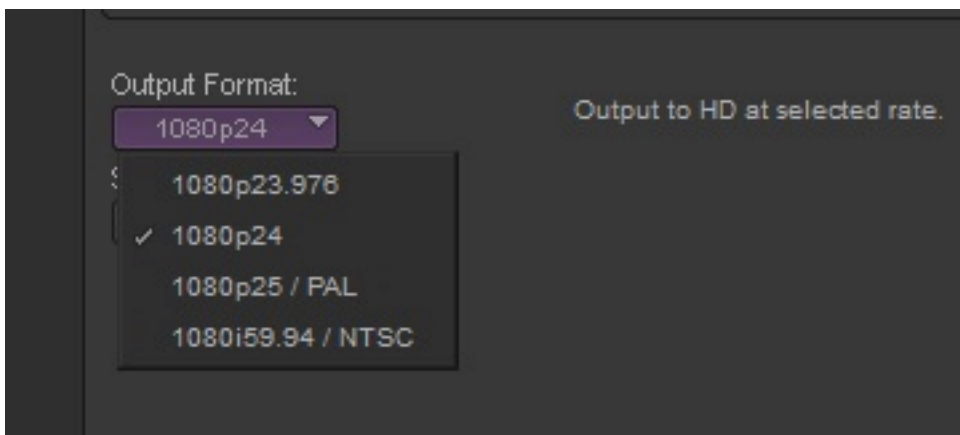 Output Format:
1080p24
Output to HD at selected rate.
1080p23.976
✓ 1080p24
1080p25 / PAL
1080i59.94 / NTSC